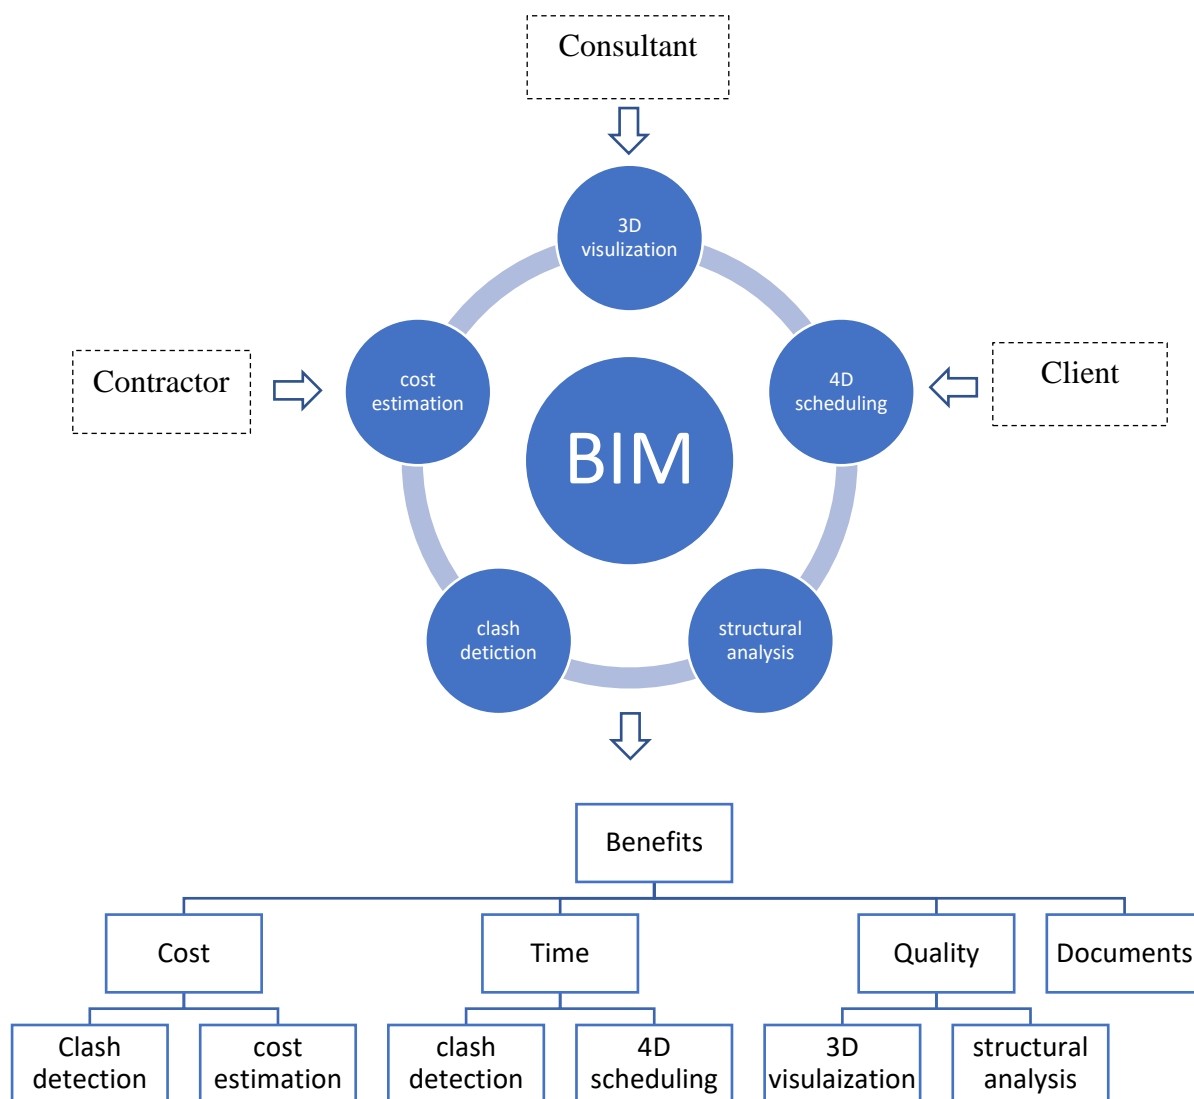 Consultant
3D
visulization
Contractor
cost
estimation
BIM
4D
scheduling
Client
clash
detiction
structural
analysis
Benefits
Cost
Time
Quality
Documents
Clash
detection
cost
estimation
clash
detection
4D
scheduling
3D
visulaization
structural
analysis